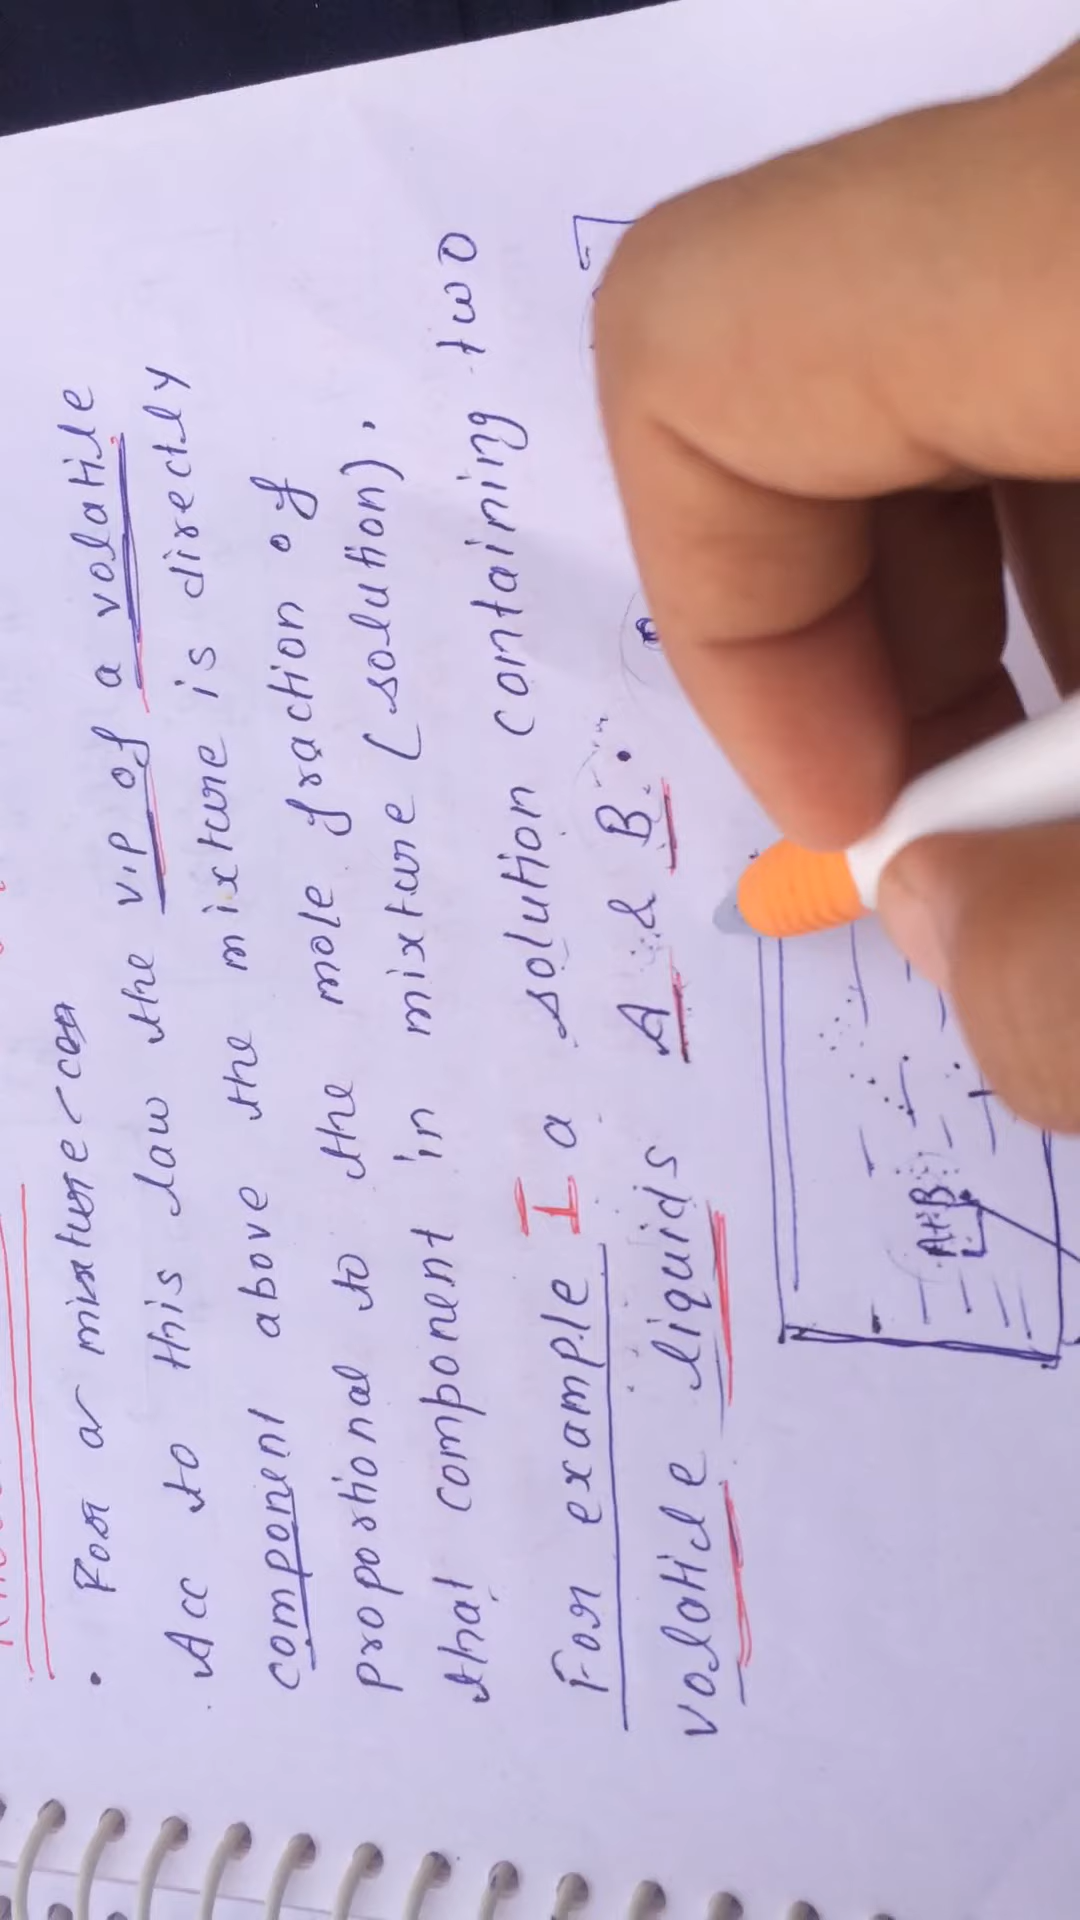 • For a mixture
Acc to this law the v.p of a volatile
component above the mixture is directly
proportional to the mole fraction of
that component in mixture (solution).
For example I a solution containing two
volatile liquids A & B.
A+B